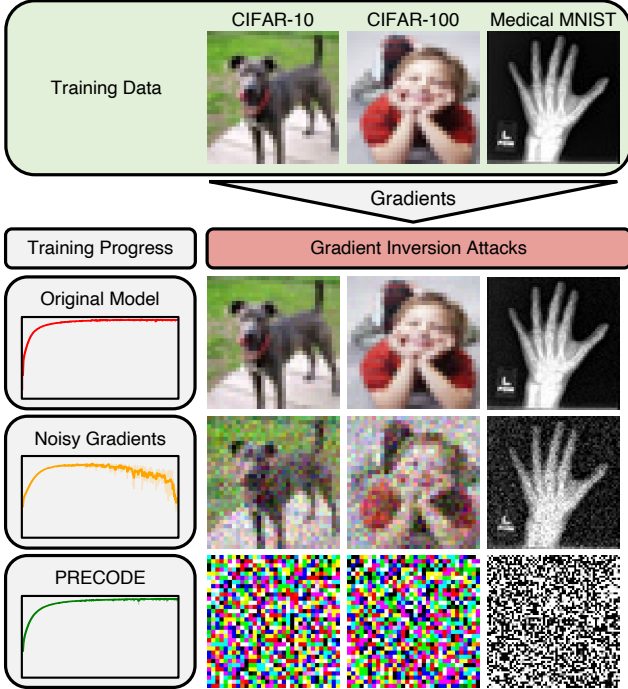 CIFAR-10 CIFAR-100 Medical MNIST
Training Data
Gradients
Training Progress Gradient Inversion Attacks
Original Model
Noisy Gradients
PRECODE